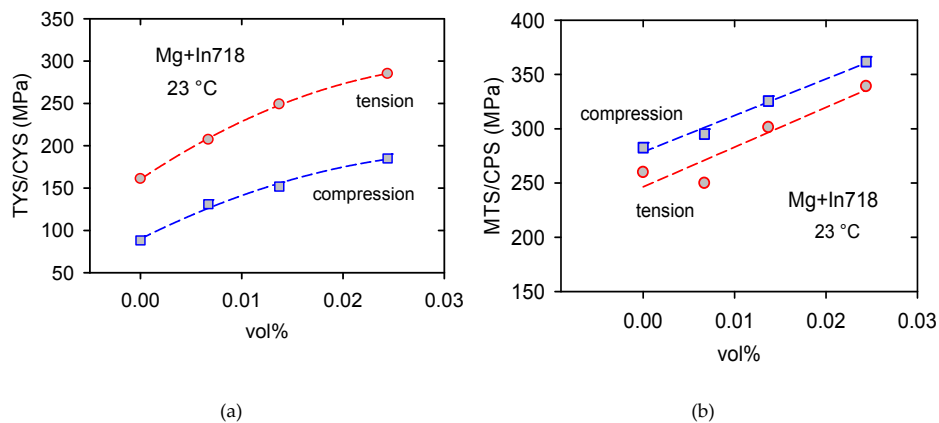 TYS/CYS (MPa)
350
300
250
200
150
100
50
Mg+In718
23 °C
tension
compression
0.00
0.01
0.02
0.03
vol%
(a)
MTS/CPS (MPa)
400
350
300
250
200
150
compression
tension
Mg+In718
23 °C
0.00
0.01
0.02
0.03
vol%
(b)